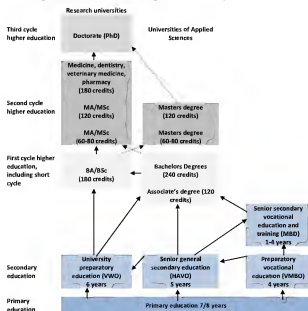 Research universities
Third cycle
higher education
Doctorate (PhD)
Universities of Applied
Sciences
Medicine, dentistry,
veterinary medicine,
pharmacy
(180 credits)
Second cycle
higher education
MA/MSc
(120 credits)
MA/MSc
(60-80 credits)
Masters degree
(120 credits)
Masters degree
(60-80 credits)
First cycle higher
education,
including short
cycle
BA/BSc
(180 credits)
Bachelors Degrees
(240 credits)
Associate's degree (120
credits)
Senior secondary
vocational
education and
training (MBO)
1-4 years
Secondary
education
University
preparatory
education (VWO)
6 years
Senior general
secondary education
(HAVO)
5 years
Preparatory
vocational
education (VMBO)
4 years
Primary
education
Primary education 7/8 years